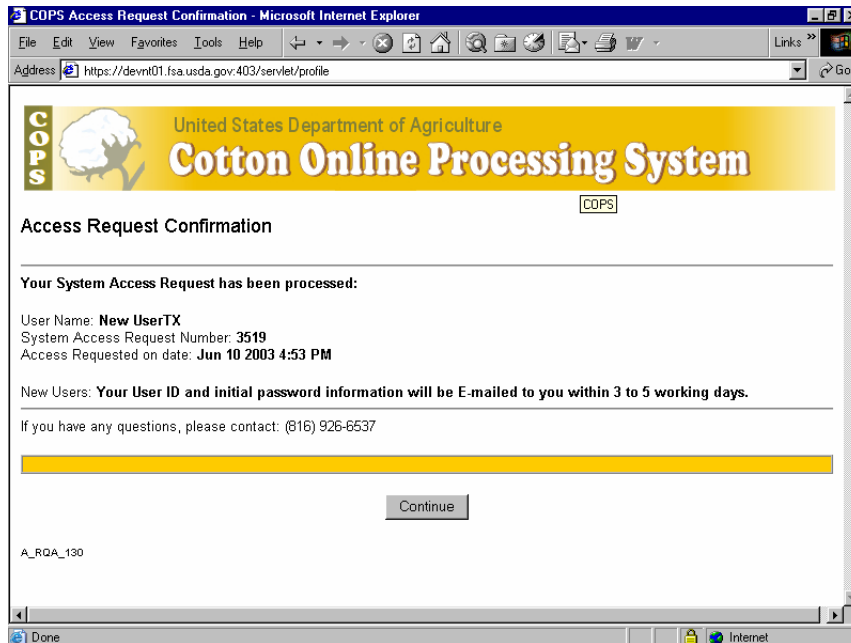 COPS Access Request Confirmation - Microsoft Internet Explorer
File Edit View Favorites Tools Help
Links »
Address https://devnt01.fsa.usda.gov:403/servlet/profile
Go
COPS
United States Department of Agriculture
Cotton Online Processing System
COPS
Access Request Confirmation
Your System Access Request has been processed:
User Name: New UserTX
System Access Request Number: 3519
Access Requested on date: Jun 10 2003 4:53 PM
New Users: Your User ID and initial password information will be E-mailed to you within 3 to 5 working days.
If you have any questions, please contact: (816) 926-6537
Continue
A_RQA_130
Done
Internet